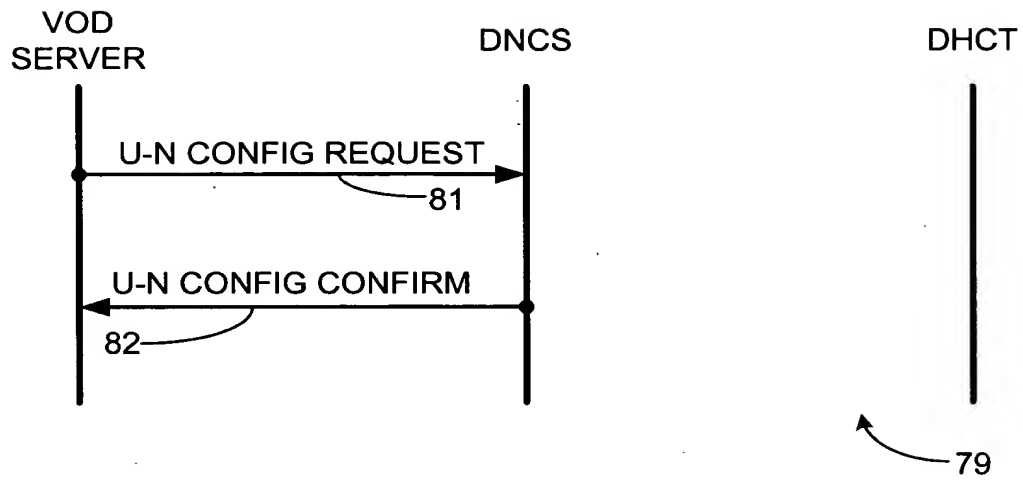 VOD
SERVER
DNCS
DHCT
U-N CONFIG REQUEST
81
U-N CONFIG CONFIRM
82
79